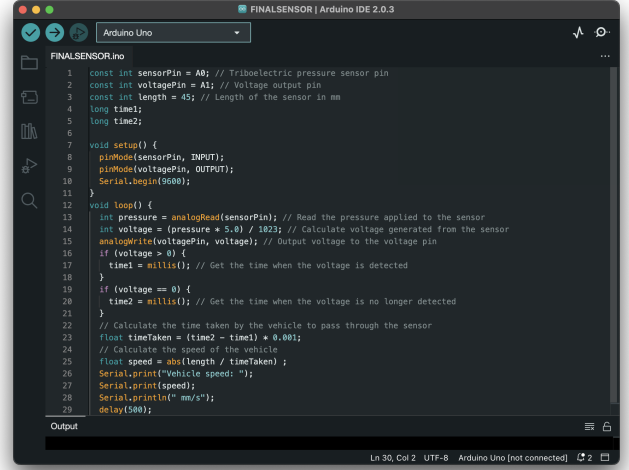 FINALSENSOR | Arduino IDE 2.0.3
Arduino Uno
FINALSENSOR.ino
1 const int sensorPin = A0; // Triboelectric pressure sensor pin
2 const int voltagePin = A1; // Voltage output pin
3 const int length = 45; // Length of the sensor in mm
4 long time1;
5 long time2;
6
7 void setup() {
8 pinMode(sensorPin, INPUT);
9 pinMode(voltagePin, OUTPUT);
10 Serial.begin(9600);
11 }
12 void loop() {
13 int pressure = analogRead(sensorPin); // Read the pressure applied to the sensor
14 int voltage = (pressure * 5.0) / 1023; // Calculate voltage generated from the sensor
15 analogWrite(voltagePin, voltage); // Output voltage to the voltage pin
16 if (voltage > 0) {
17 time1 = millis(); // Get the time when the voltage is detected
18 }
19 if (voltage == 0) {
20 time2 = millis(); // Get the time when the voltage is no longer detected
21 }
22 // Calculate the time taken by the vehicle to pass through the sensor
23 float timeTaken = (time2 - time1) * 0.001;
24 // Calculate the speed of the vehicle
25 float speed = abs(length / timeTaken) ;
26 Serial.print("Vehicle speed: ");
27 Serial.print(speed);
28 Serial.println(" mm/s");
29 delay(500);
Output
Ln 30, Col 2 UTF-8 Arduino Uno [not connected] 2